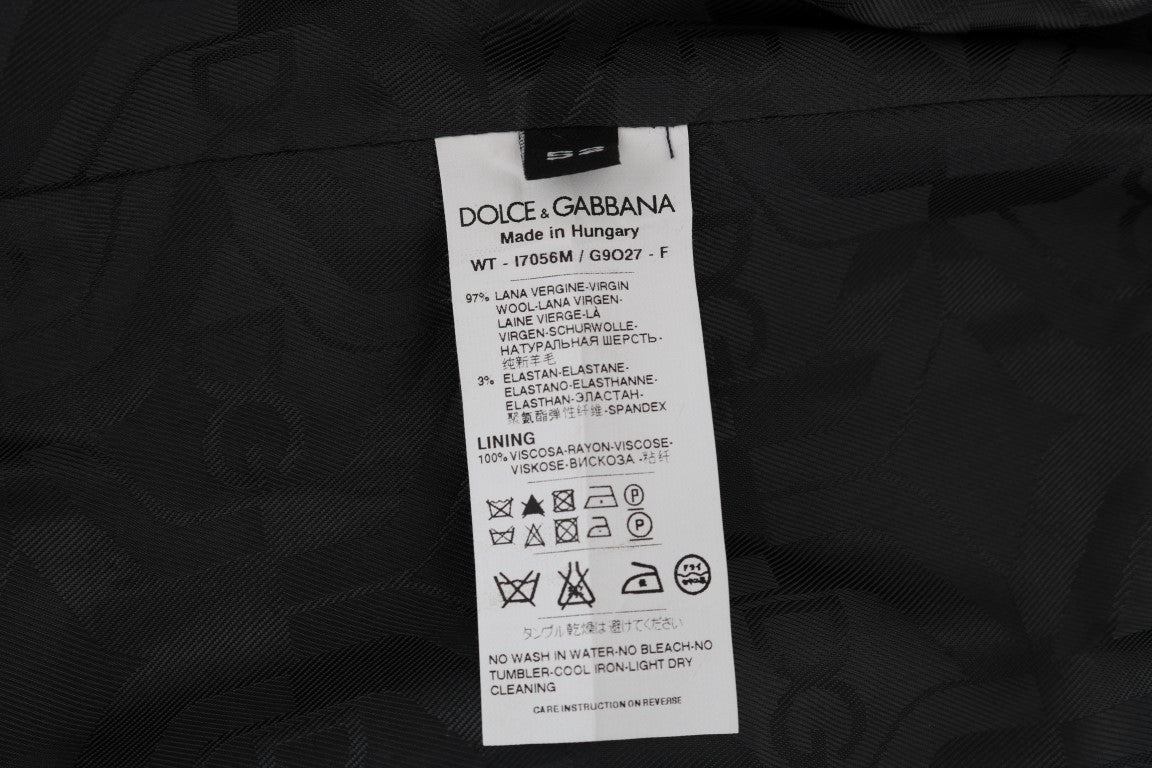 52
DOLCE & GABBANA
Made in Hungary
WT - I7056M / G9O27 - F
97% LANA VERGINE-VIRGIN
WOOL-LANA VIRGEN-
LAINE VIERGE-LÀ
VIRGEN-SCHURWOLLE-
НАТУРАЛЬНАЯ ШЕРСТЬ-
纯新羊毛
3% ELASTAN-ELASTANE-
ELASTANO-ELASTHANNE-
ELASTHAN-ЭЛАСТАН-
聚氨酯弹性纤维-SPANDEX
LINING
100% VISCOSA-RAYON-VISCOSE-
VISKOSE-ВИСКОЗА -粘纤
P
P
ドライ
タンブル乾燥は避けてください
NO WASH IN WATER-NO BLEACH-NO
TUMBLER-COOL IRON-LIGHT DRY
CLEANING
CARE INSTRUCTION ON REVERSE